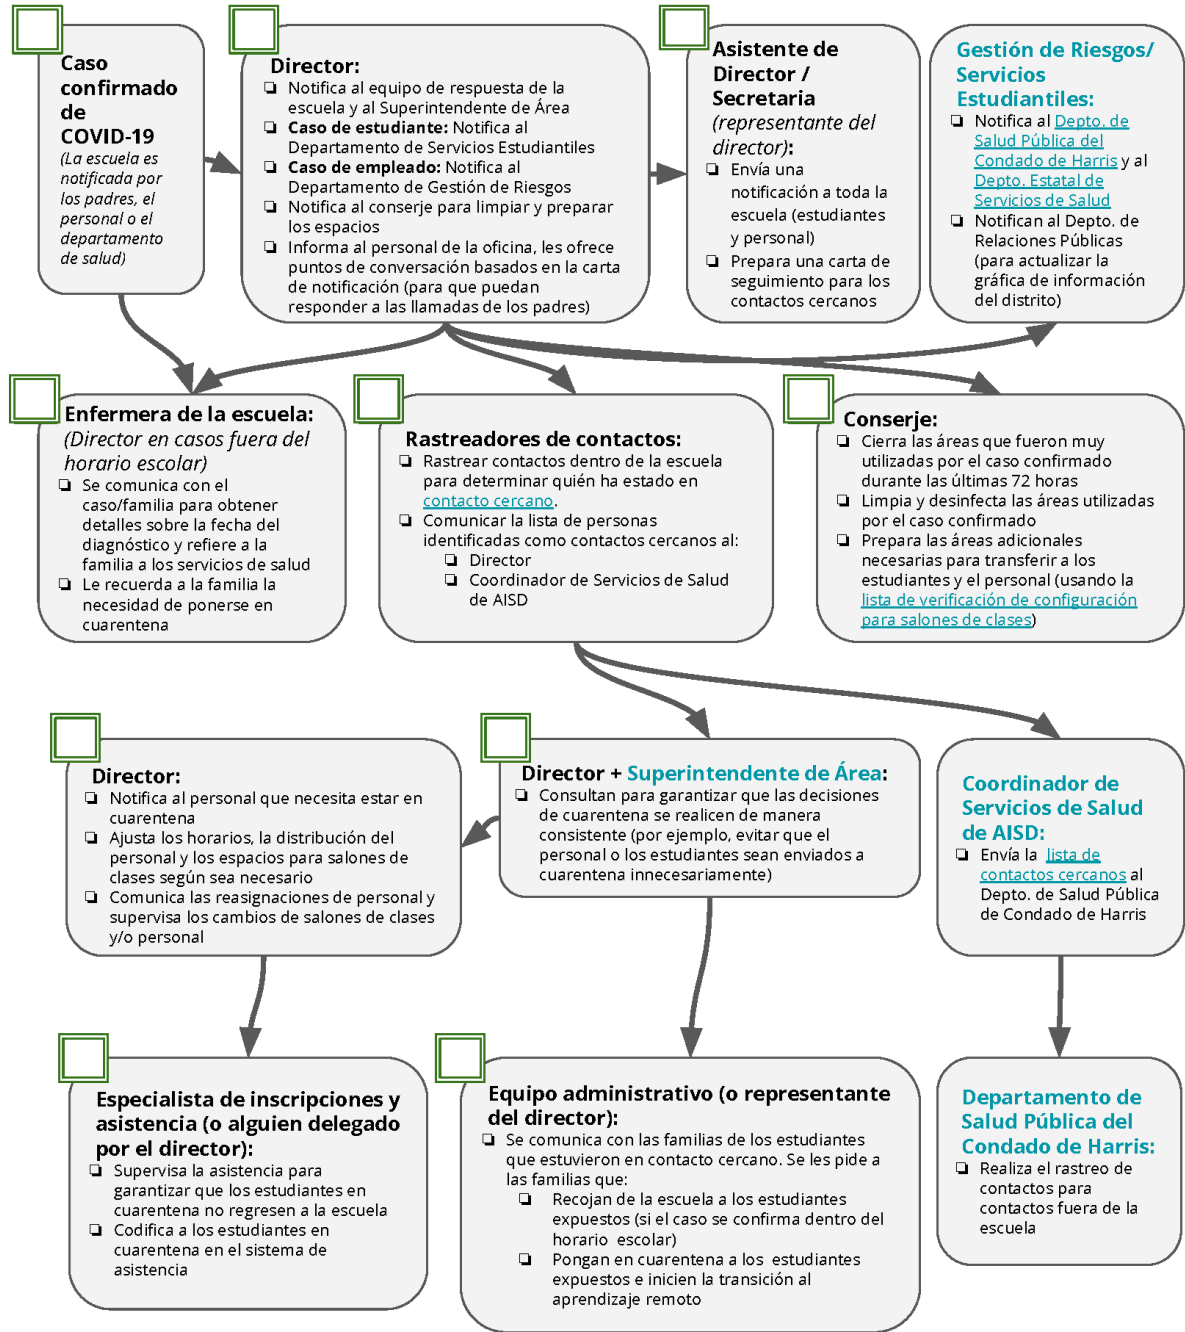 Caso
confirmado
de
COVID-19
(La escuela es
notificada por
los padres, el
personal o el
departamento
de salud)
Director:
❏ Notifica al equipo de respuesta de la
escuela y al Superintendente de Área
❏ Caso de estudiante: Notifica al
Departamento de Servicios Estudiantiles
❏ Caso de empleado: Notifica al
Departamento de Gestión de Riesgos
❏ Notifica al conserje para limpiar y preparar
los espacios
❏ Informa al personal de la oficina, les ofrece
puntos de conversación basados en la carta
de notificación (para que puedan
responder a las llamadas de los padres)
Asistente de
Director /
Secretaria
(representante del
director):
❏ Envía una
notificación a toda la
escuela (estudiantes
y personal)
❏ Prepara una carta de
seguimiento para los
contactos cercanos
Gestión de Riesgos/
Servicios
Estudiantiles:
❏ Notifica al Depto. de
Salud Pública del
Condado de Harris y al
Depto. Estatal de
Servicios de Salud
❏ Notifican al Depto. de
Relaciones Públicas
(para actualizar la
gráfica de información
del distrito)
Enfermera de la escuela:
(Director en casos fuera del
horario escolar)
❏ Se comunica con el
caso/familia para obtener
detalles sobre la fecha del
diagnóstico y refiere a la
familia a los servicios de salud
❏ Le recuerda a la familia la
necesidad de ponerse en
cuarentena
Rastreadores de contactos:
❏ Rastrear contactos dentro de la escuela
para determinar quién ha estado en
contacto cercano.
❏ Comunicar la lista de personas
identificadas como contactos cercanos al:
❏ Director
❏ Coordinador de Servicios de Salud
de AISD
Conserje:
❏ Cierra las áreas que fueron muy
utilizadas por el caso confirmado
durante las últimas 72 horas
❏ Limpia y desinfecta las áreas utilizadas
por el caso confirmado
❏ Prepara las áreas adicionales
necesarias para transferir a los
estudiantes y el personal (usando la
lista de verificación de configuración
para salones de clases)
Director:
❏ Notifica al personal que necesita estar en
cuarentena
❏ Ajusta los horarios, la distribución del
personal y los espacios para salones de
clases según sea necesario
❏ Comunica las reasignaciones de personal y
supervisa los cambios de salones de clases
y/o personal
Director + Superintendente de Área:
❏ Consultan para garantizar que las decisiones
de cuarentena se realicen de manera
consistente (por ejemplo, evitar que el
personal o los estudiantes sean enviados a
cuarentena innecesariamente)
Coordinador de
Servicios de Salud
de AISD:
❏ Envía la lista de
contactos cercanos al
Depto. de Salud Pública
de Condado de Harris
Especialista de inscripciones y
asistencia (o alguien delegado
por el director):
❏ Supervisa la asistencia para
garantizar que los estudiantes en
cuarentena no regresen a la escuela
❏ Codifica a los estudiantes en
cuarentena en el sistema de
asistencia
Equipo administrativo (o representante
del director):
❏ Se comunica con las familias de los estudiantes
que estuvieron en contacto cercano. Se les pide a
las familias que:
❏ Recojan de la escuela a los estudiantes
expuestos (si el caso se confirma dentro del
horario escolar)
❏ Pongan en cuarentena a los estudiantes
expuestos e inicien la transición al
aprendizaje remoto
Departamento de
Salud Pública del
Condado de Harris:
❏ Realiza el rastreo de
contactos para
contactos fuera de la
escuela